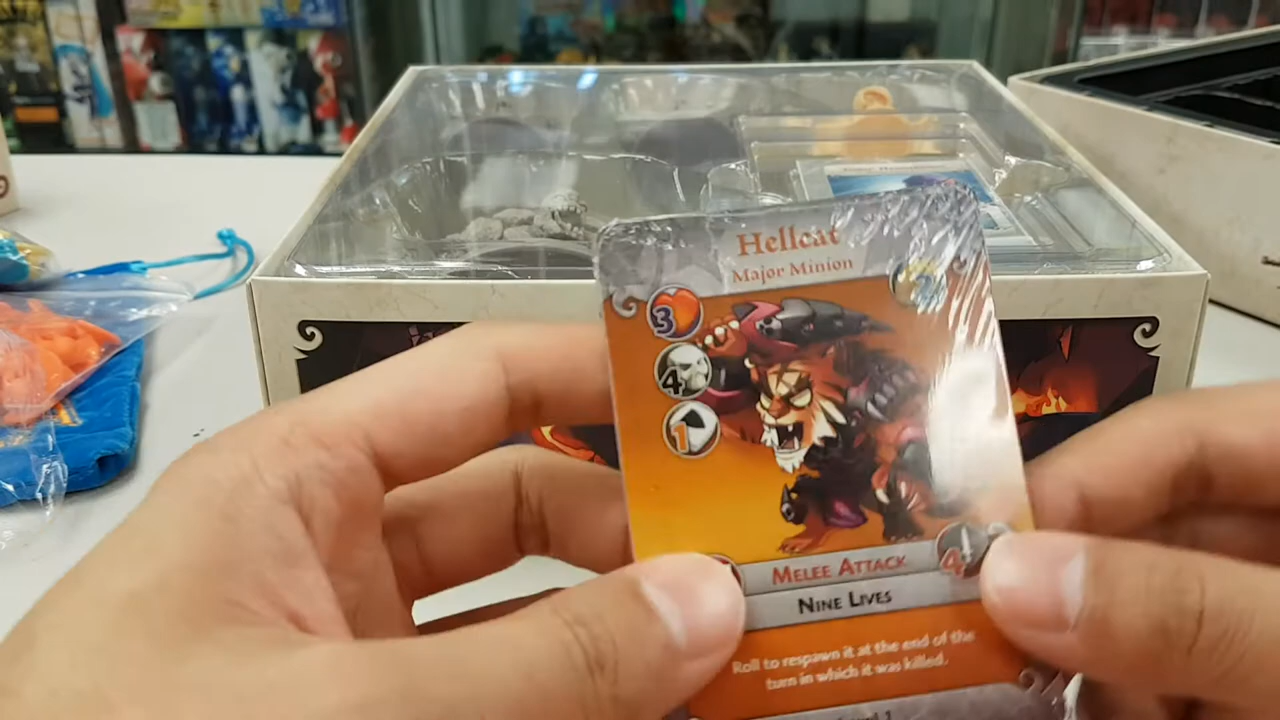 Hellcat
Major Minion
3
4
1
MELEE ATTACK
4
NINE LIVES
Roll to respawn it at the end of the
turn in which it was killed.